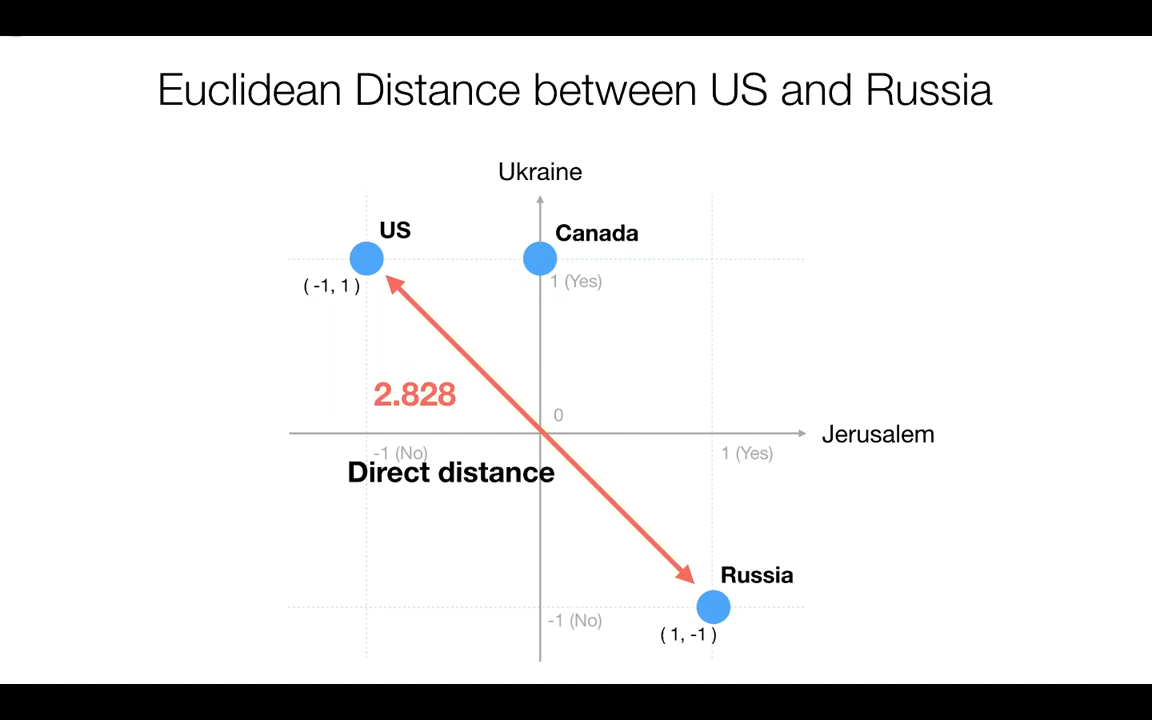 Euclidean Distance between US and Russia
Ukraine
US
Canada
( -1, 1 )
1 (Yes)
2.828
0
Jerusalem
-1 (No)
1 (Yes)
Direct distance
Russia
-1 (No)
( 1, -1 )